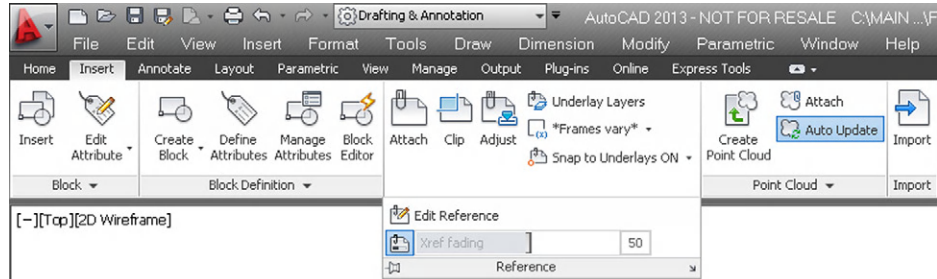 Drafting & Annotation AutoCAD 2013 - NOT FOR RESALE C:\MAIN ...\F
File Edit View Insert Format Tools Draw Dimension Modify Parametric Window Help
Home Insert Annotate Layout Parametric View Manage Output Plug-ins Online Express Tools
Insert Edit Attribute Create Block Define Attributes Manage Attributes Block Editor Attach Clip Adjust Underlay Layers Create Point Cloud Attach Import
*Frames vary* Auto Update
Snap to Underlays ON
Block Block Definition Point Cloud Import
[-][Top][2D Wireframe] Edit Reference
Xref fading 50
Reference